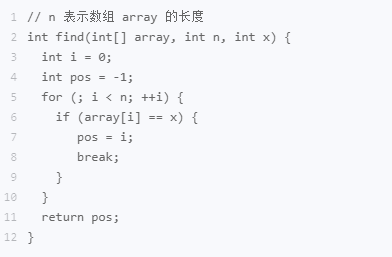 1 // n 表示数组 array 的长度
2 int find(int[] array, int n, int x) {
3   int i = 0;
4   int pos = -1;
5   for (; i < n; ++i) {
6     if (array[i] == x) {
7        pos = i;
8        break;
9     }
10   }
11   return pos;
12 }